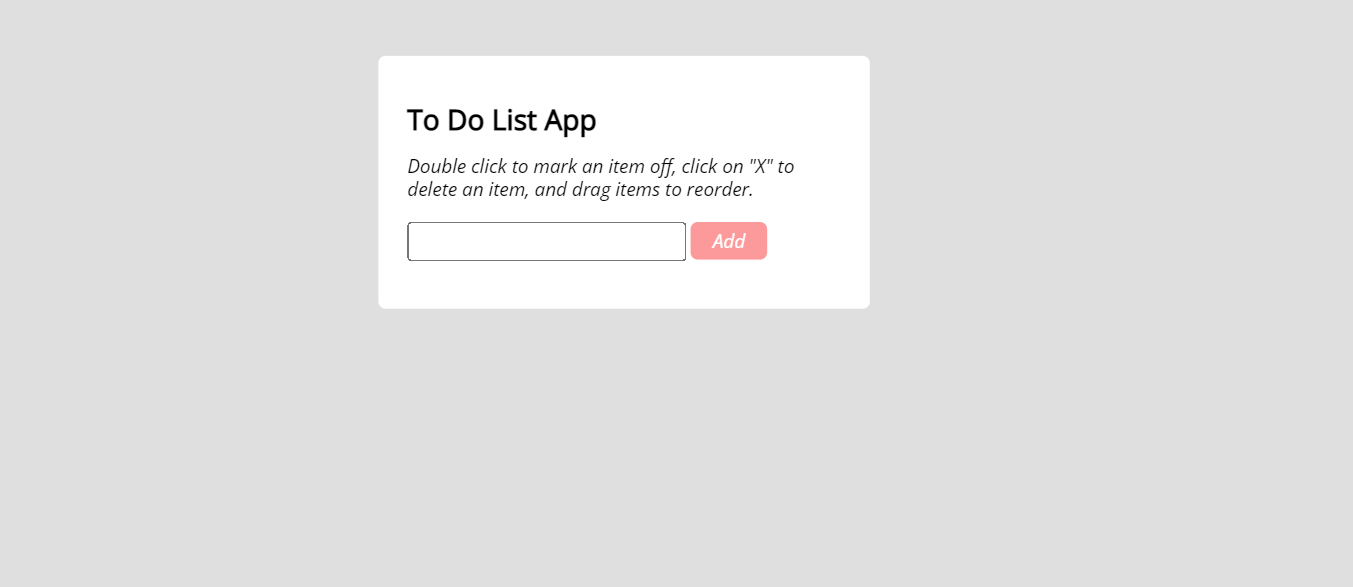 To Do List App
Double click to mark an item off, click on "X" to
delete an item, and drag items to reorder.
Add